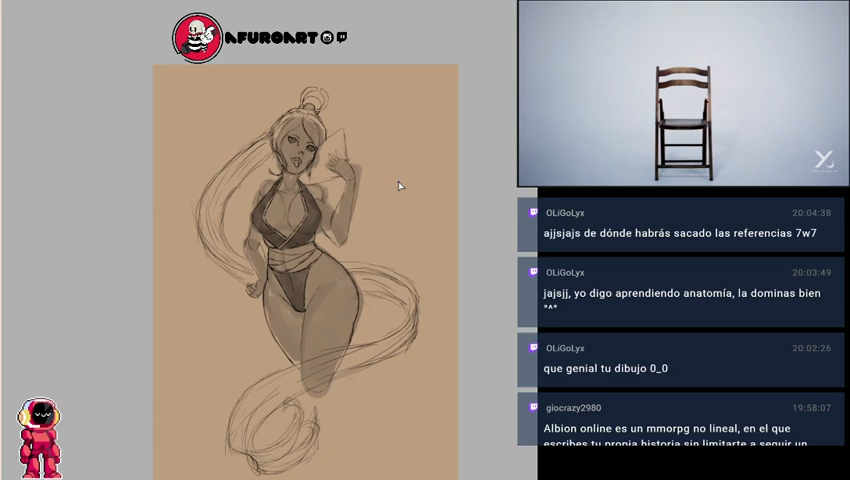 AFUROART
OLiGoLyx 20:04:38
ajjsjajs de dónde habrás sacado las referencias 7w7
OLiGoLyx 20:03:49
jajsjj, yo digo aprendiendo anatomía, la dominas bien
°^°
OLiGoLyx 20:02:26
que genial tu dibujo 0_0
giocrazy2980 19:58:07
Albion online es un mmorpg no lineal, en el que
escribes tu propia historia sin limitarte a seguir un